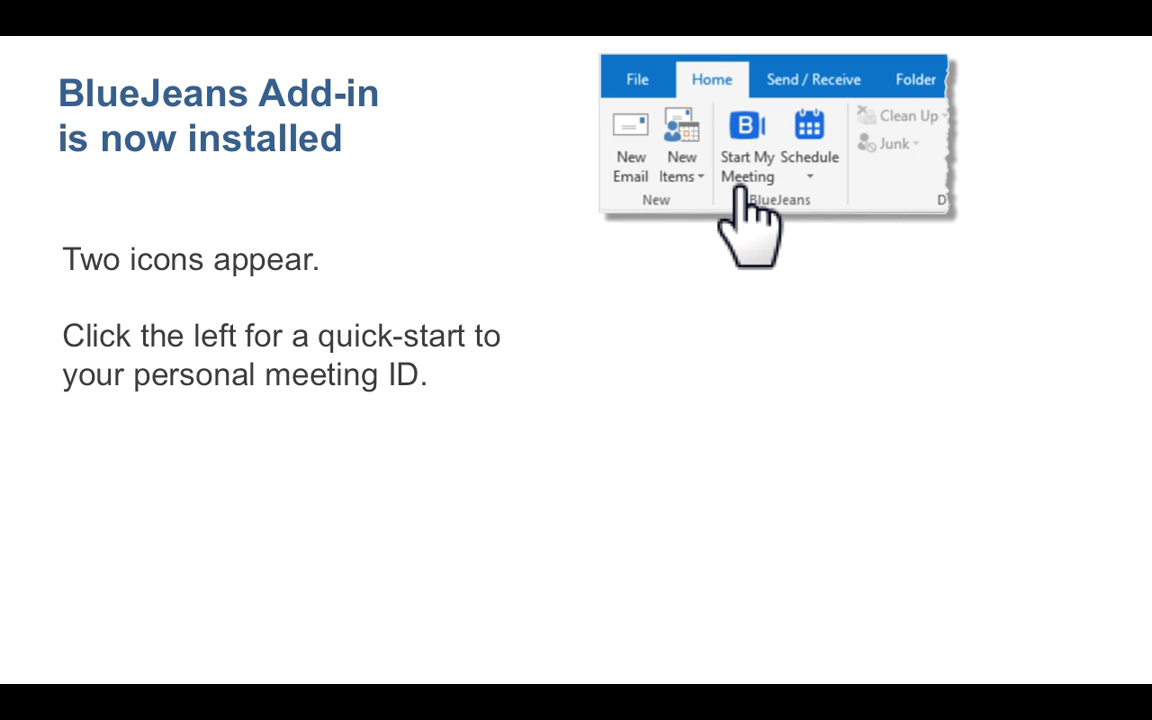 BlueJeans Add-in
is now installed
Two icons appear.
Click the left for a quick-start to
your personal meeting ID.
File Home Send / Receive Folder
New Email
New Items
Start My Meeting
Schedule
Clean Up
Junk
New BlueJeans D